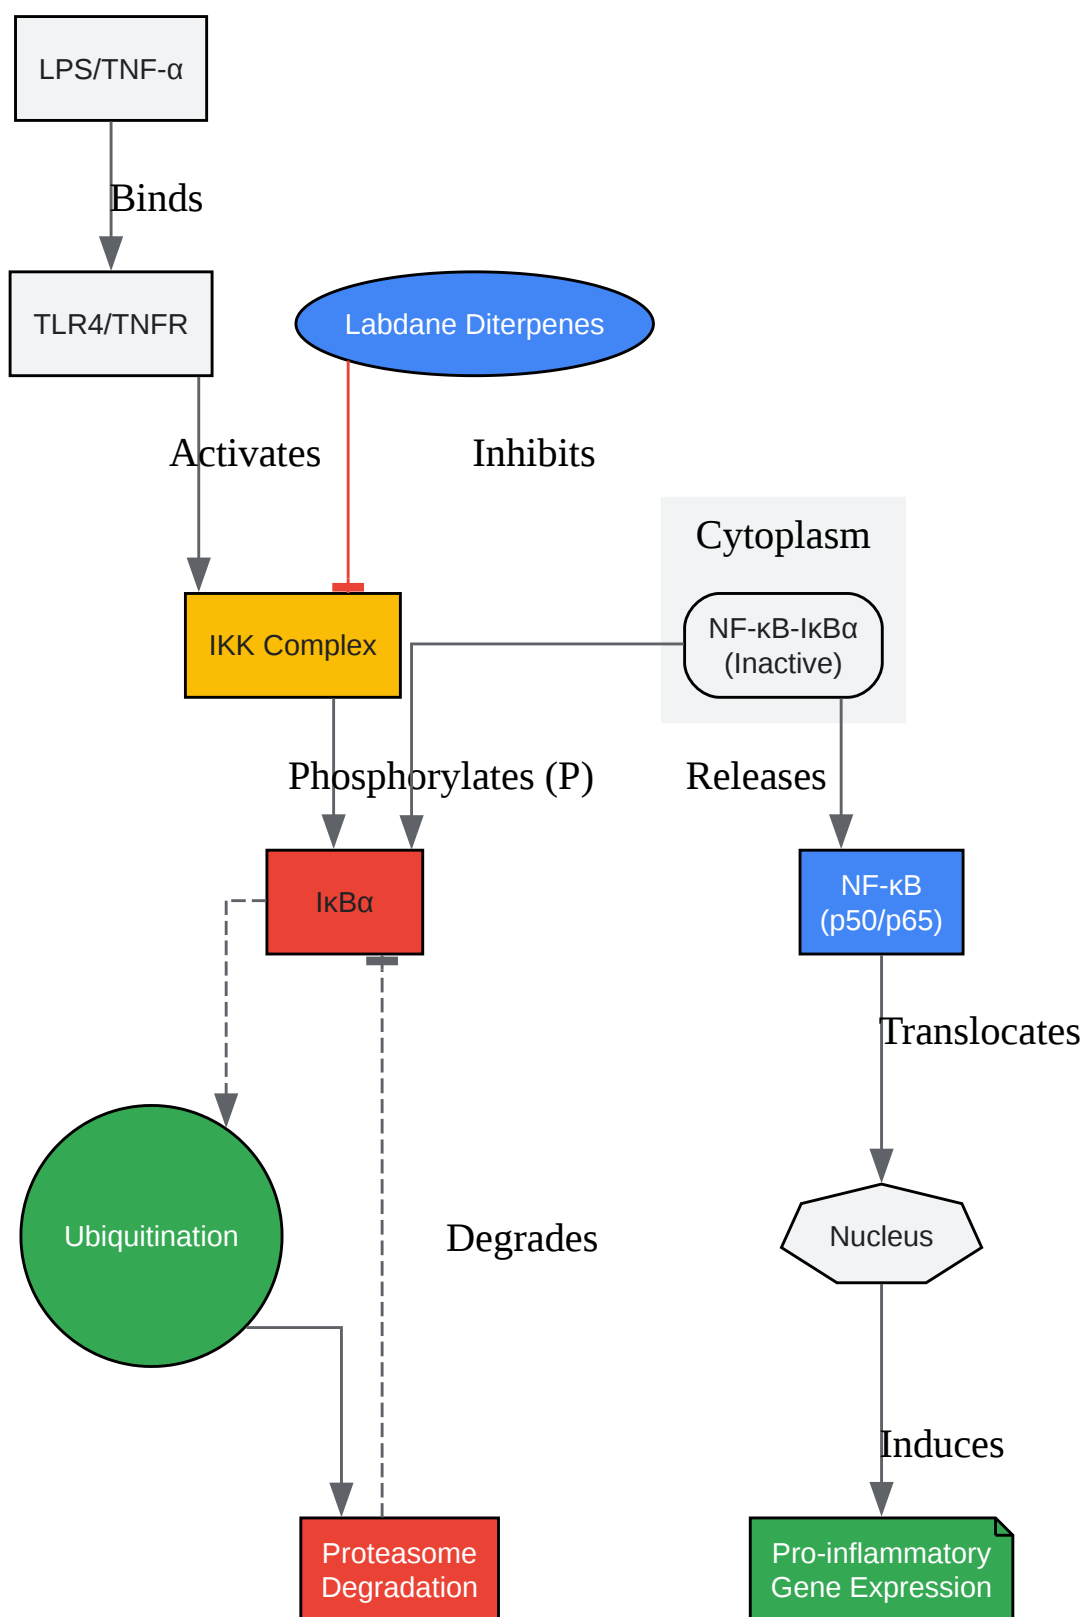 LPS/TNF-α
Binds
TLR4/TNFR
Labdane Diterpenes
Activates
Inhibits
Cytoplasm
IKK Complex
NF-κB-IκBα
(Inactive)
Phosphorylates (P)
Releases
IκBα
NF-κB
(p50/p65)
Translocates
Ubiquitination
Degrades
Nucleus
Induces
Proteasome
Degradation
Pro-inflammatory
Gene Expression